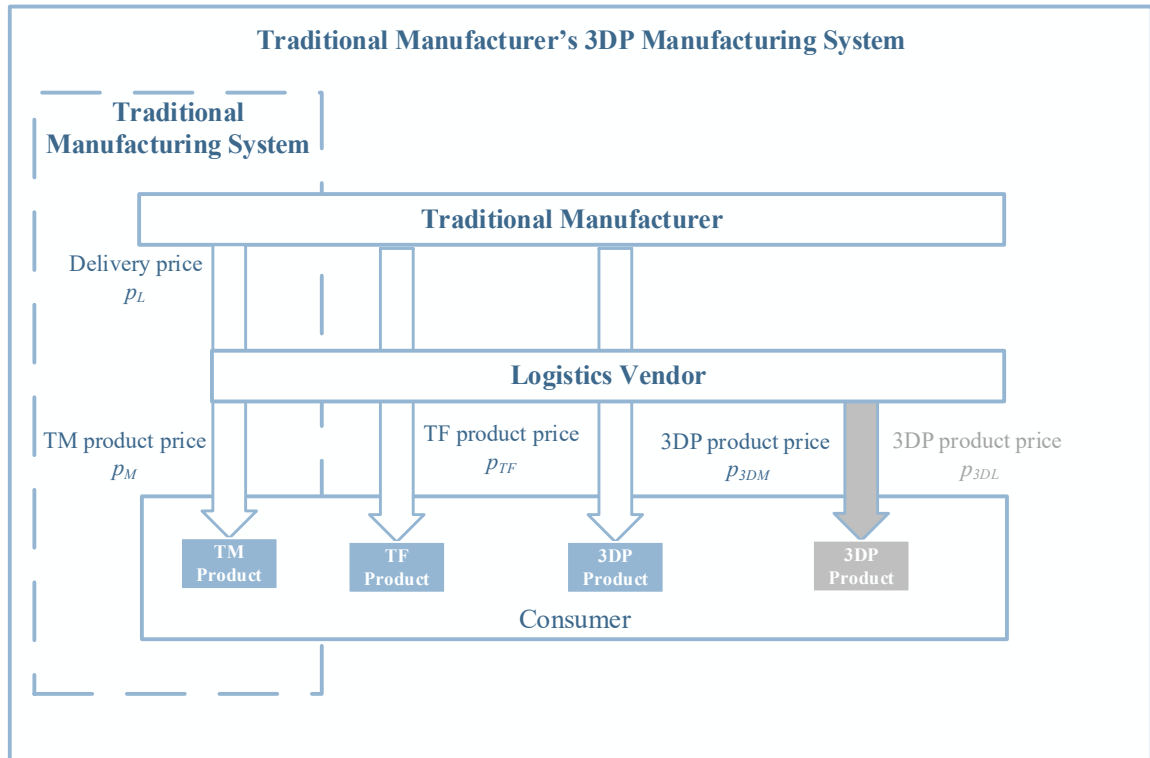 Traditional Manufacturer's 3DP Manufacturing System
Traditional
Manufacturing System
Traditional Manufacturer
Delivery price
pL
Logistics Vendor
TM product price
pM
TF product price
pTF
3DP product price
p3DM
3DP product price
p3DL
TM
Product
TF
Product
3DP
Product
3DP
Product
Consumer